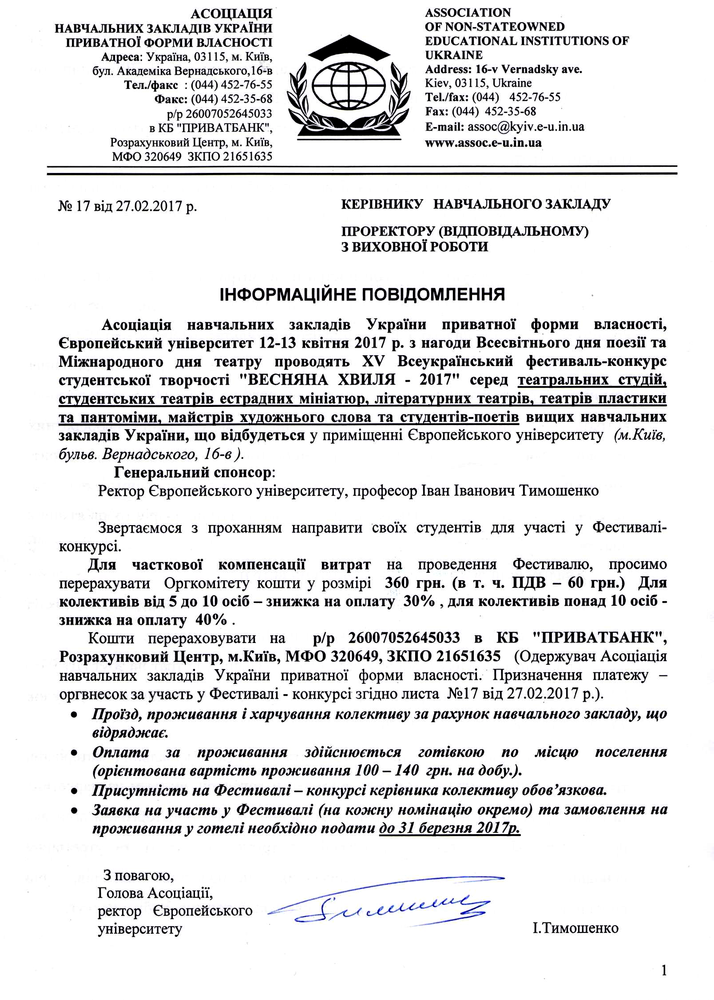 АСОЦІАЦІЯ
НАВЧАЛЬНИХ ЗАКЛАДІВ УКРАЇНИ
ПРИВАТНОЇ ФОРМИ ВЛАСНОСТІ
Адреса: Україна, 03115, м. Київ,
бул. Академіка Вернадського,16-в
Тел./факс : (044) 452-76-55
Факс: (044) 452-35-68
р/р 26007052645033
в КБ "ПРИВАТБАНК",
Розрахунковий Центр, м. Київ,
МФО 320649 ЗКПО 21651635
ASSOCIATION
OF NON-STATEOWNED
EDUCATIONAL INSTITUTIONS OF
UKRAINE
Address: 16-v Vernadsky ave.
Kiev, 03115, Ukraine
Tel./fax: (044) 452-76-55
Fax: (044) 452-35-68
E-mail: assoc@kyiv.e-u.in.ua
www.assoc.e-u.in.ua
№ 17 від 27.02.2017 р.
КЕРІВНИКУ НАВЧАЛЬНОГО ЗАКЛАДУ
ПРОРЕКТОРУ (ВІДПОВІДАЛЬНОМУ)
З ВИХОВНОЇ РОБОТИ
ІНФОРМАЦІЙНЕ ПОВІДОМЛЕННЯ
Асоціація навчальних закладів України приватної форми власності,
Європейський університет 12-13 квітня 2017 р. з нагоди Всесвітнього дня поезії та
Міжнародного дня театру проводять XV Всеукраїнський фестиваль-конкурс
студентської творчості "ВЕСНЯНА ХВИЛЯ - 2017" серед театральних студій,
студентських театрів естрадних мініатюр, літературних театрів, театрів пластики
та пантоміми, майстрів художнього слова та студентів-поетів вищих навчальних
закладів України, що відбудеться у приміщенні Європейського університету (м.Київ,
бульв. Вернадського, 16-в ).
Генеральний спонсор:
Ректор Європейського університету, професор Іван Іванович Тимошенко
Звертаємося з проханням направити своїх студентів для участі у Фестивалі-
конкурсі.
Для часткової компенсації витрат на проведення Фестивалю, просимо
перерахувати Оргкомітету кошти у розмірі 360 грн. (в т. ч. ПДВ – 60 грн.) Для
колективів від 5 до 10 осіб – знижка на оплату 30% , для колективів понад 10 осіб -
знижка на оплату 40% .
Кошти перераховувати на р/р 26007052645033 в КБ "ПРИВАТБАНК",
Розрахунковий Центр, м.Київ, МФО 320649, ЗКПО 21651635 (Одержувач Асоціація
навчальних закладів України приватної форми власності. Призначення платежу –
оргвнесок за участь у Фестивалі - конкурсі згідно листа №17 від 27.02.2017 р.).
• Проїзд, проживання і харчування колективу за рахунок навчального закладу, що
відряджає.
• Оплата за проживання здійснюється готівкою по місцю поселення
(орієнтована вартість проживання 100 – 140 грн. на добу.).
• Присутність на Фестивалі – конкурсі керівника колективу обов’язкова.
• Заявка на участь у Фестивалі (на кожну номінацію окремо) та замовлення на
проживання у готелі необхідно подати до 31 березня 2017р.
З повагою,
Голова Асоціації,
ректор Європейського
університету
І.Тимошенко
1